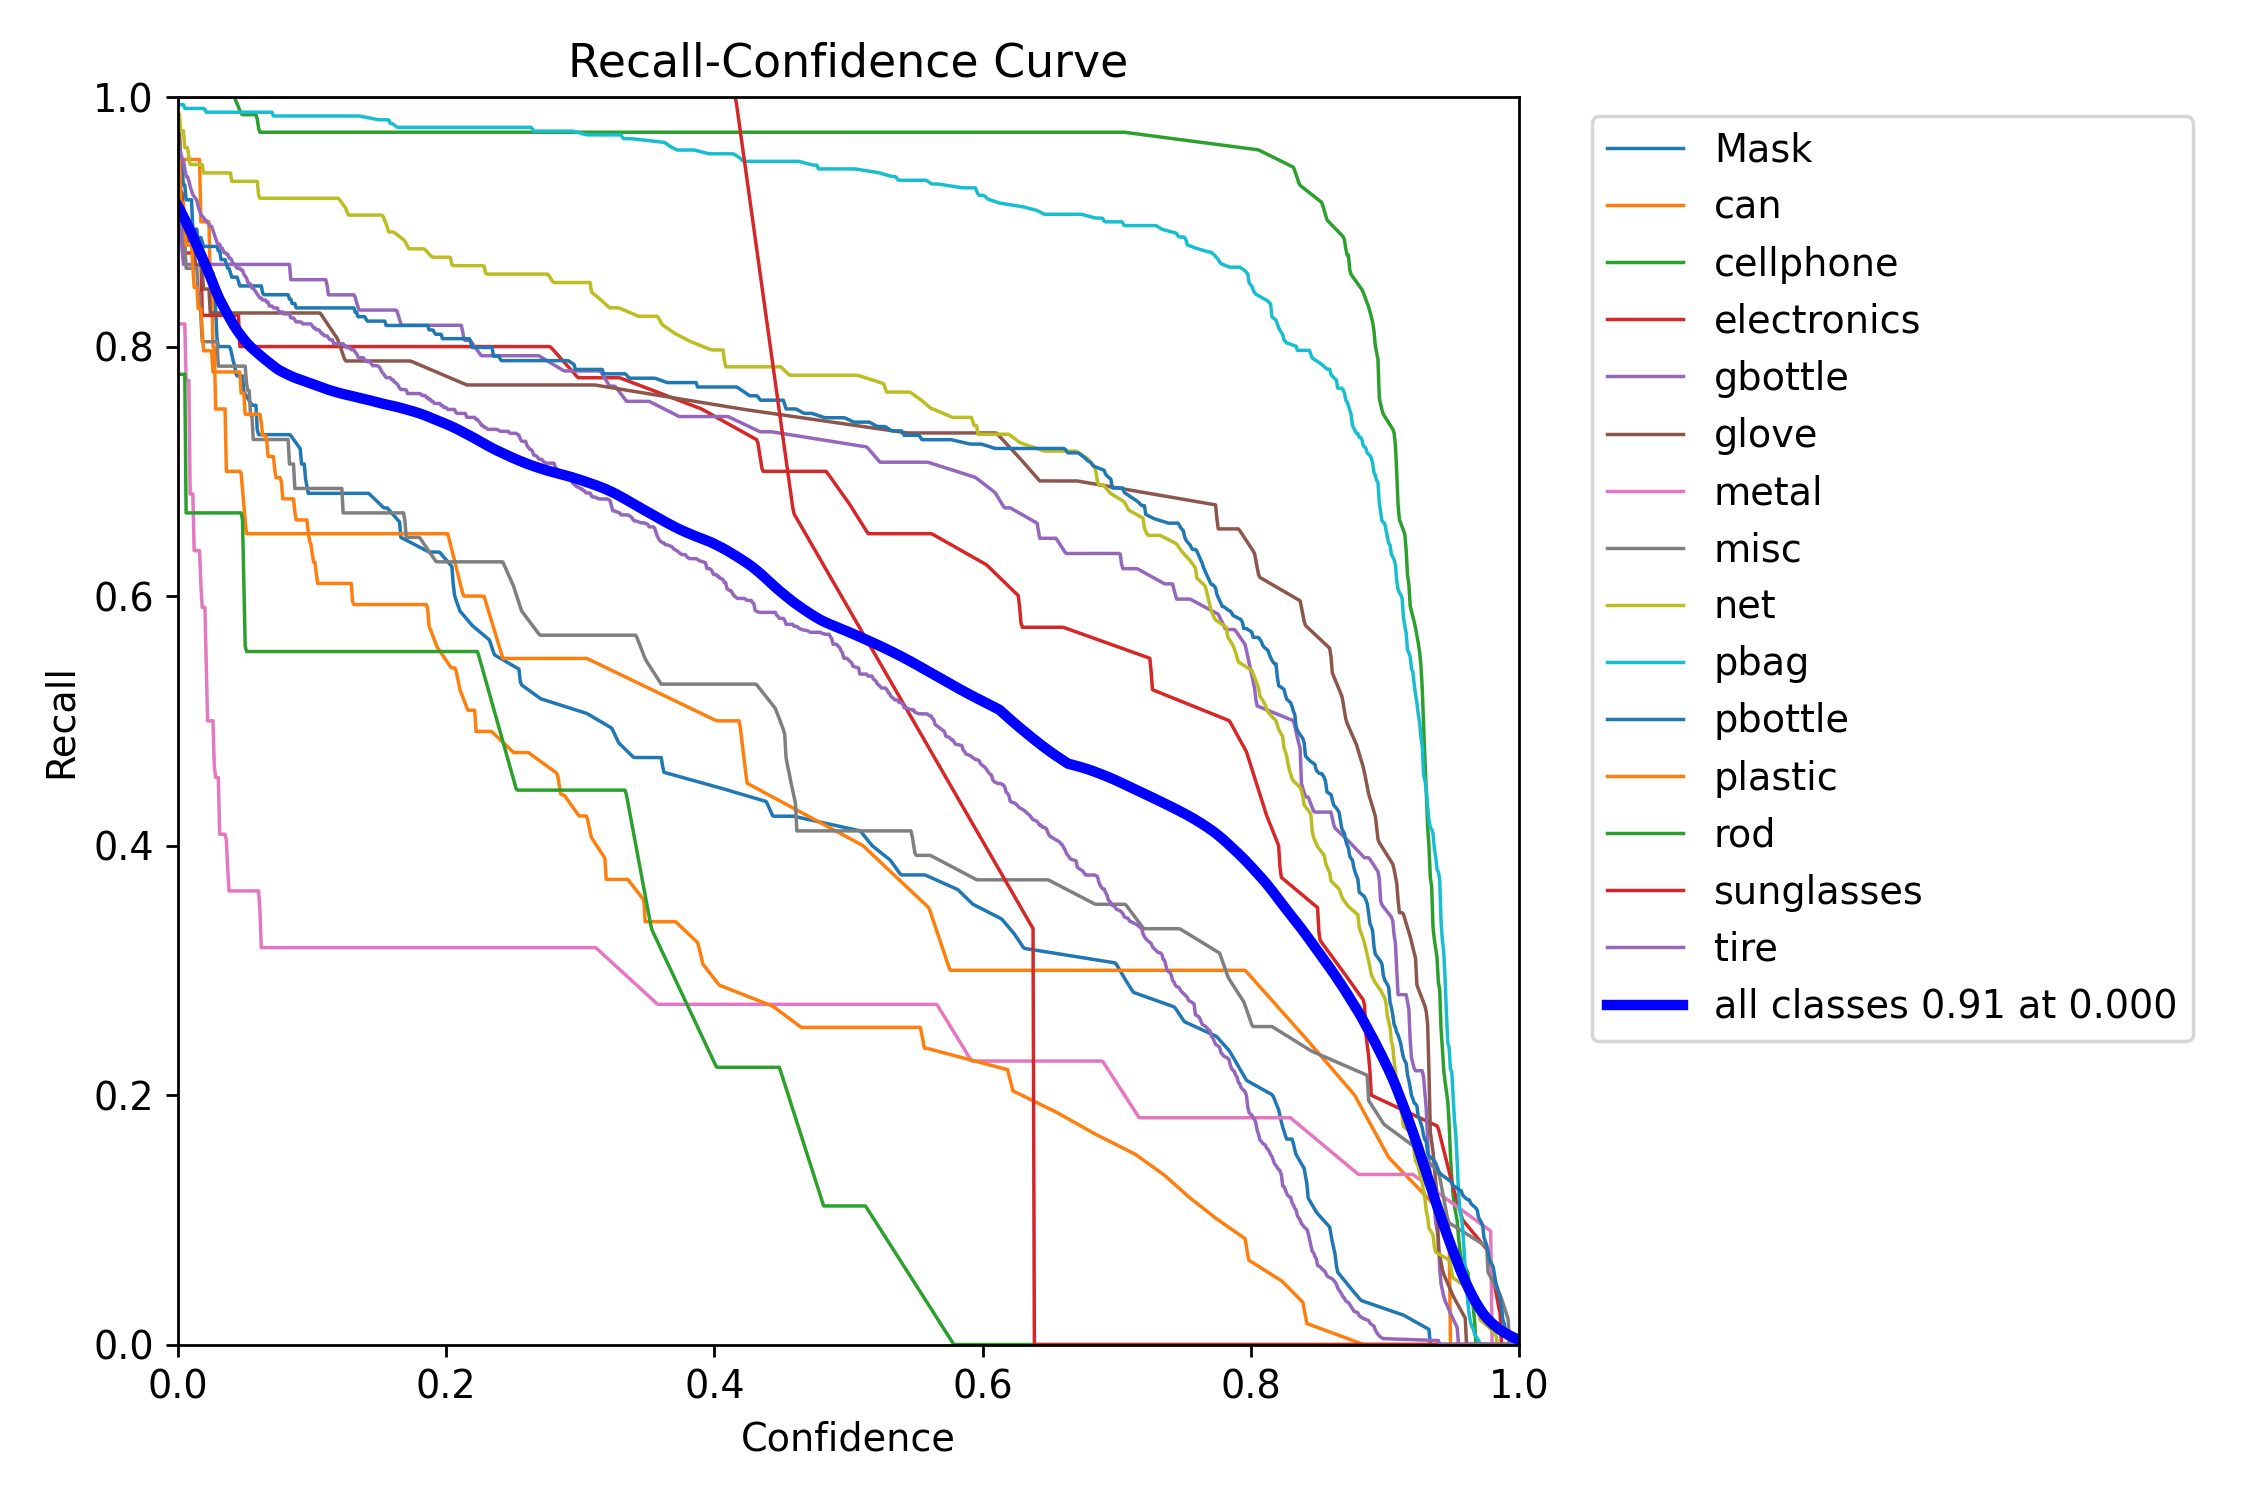 Recall-Confidence Curve
1.0
0.8
0.6
0.4
0.2
0.0
Recall
0.0 0.2 0.4 0.6 0.8 1.0
Confidence
Mask
can
cellphone
electronics
gbottle
glove
metal
misc
net
pbag
pbottle
plastic
rod
sunglasses
tire
all classes 0.91 at 0.000